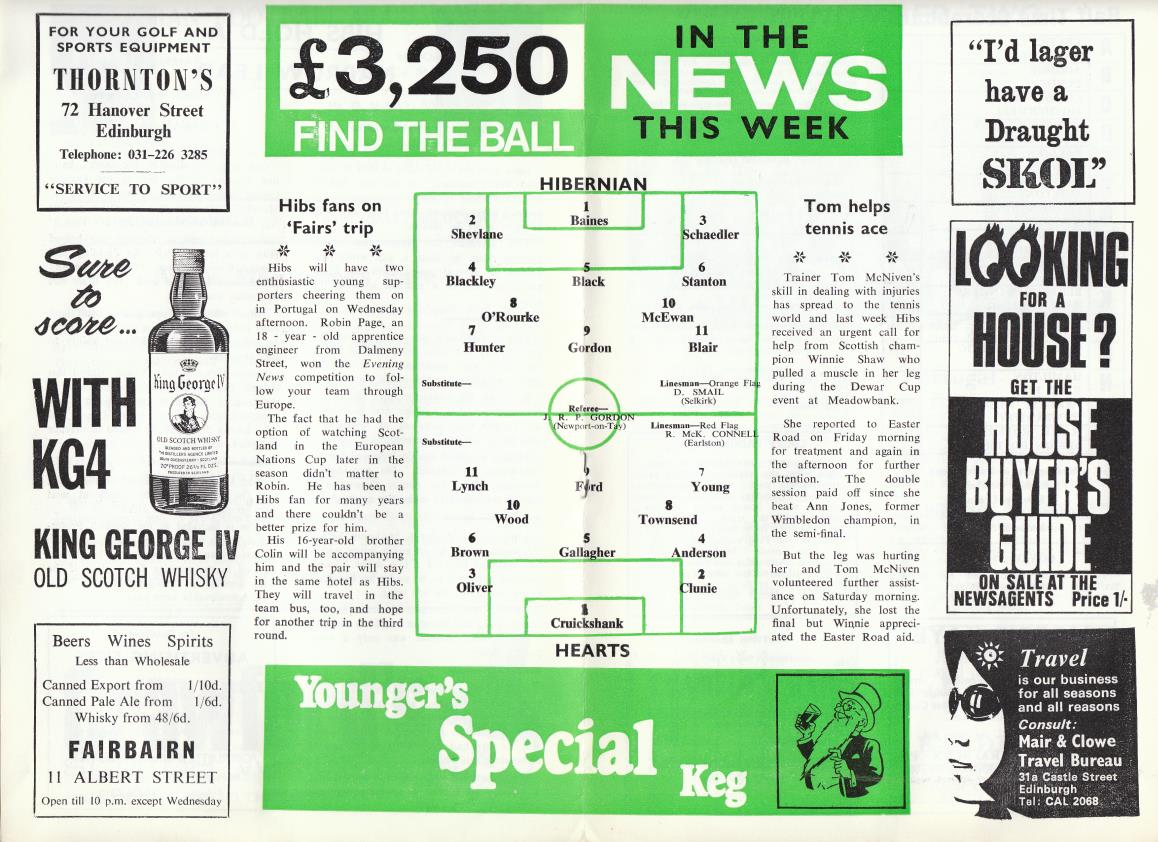 FOR YOUR GOLF AND
SPORTS EQUIPMENT
THORNTON'S
72 Hanover Street
Edinburgh
Telephone: 031–226 3285
"SERVICE TO SPORT"
Sure
to
score...
WITH
KG4
King George IV
OLD SCOTCH WHISKY
KING GEORGE IV
OLD SCOTCH WHISKY
Beers Wines Spirits
Less than Wholesale
Canned Export from 1/10d.
Canned Pale Ale from 1/6d.
Whisky from 48/6d.
FAIRBAIRN
11 ALBERT STREET
Open till 10 p.m. except Wednesday
£3,250
FIND THE BALL
IN THE
NEWS
THIS WEEK
Hibs fans on
'Fairs' trip
Hibs will have two
enthusiastic young sup-
porters cheering them on
in Portugal on Wednesday
afternoon. Robin Page, an
18 - year - old apprentice
engineer from Dalmeny
Street, won the Evening
News competition to fol-
low your team through
Europe.
The fact that he had the
option of watching Scot-
land in the European
Nations Cup later in the
season didn't matter to
Robin. He has been a
Hibs fan for many years
and there couldn't be a
better prize for him.
His 16-year-old brother
Colin will be accompanying
him and the pair will stay
in the same hotel as Hibs.
They will travel in the
team bus, too, and hope
for another trip in the third
round.
HIBERNIAN
1
Baines
2 3
Shevlane Schaedler
4 5 6
Blackley Black Stanton
8 10
O'Rourke McEwan
7 9 11
Hunter Gordon Blair
Substitute— Linesman—Orange Flag
D. SMAIL
(Selkirk)
Referee—
J. R. P. GORDON
(Newport-on-Tay)
Linesman—Red Flag
R. McK. CONNELL
(Earlston)
Substitute—
11 9 7
Lynch Ford Young
10 8
Wood Townsend
6 5 4
Brown Gallagher Anderson
3 2
Oliver Clunie
1
Cruickshank
HEARTS
Tom helps
tennis ace
Trainer Tom McNiven's
skill in dealing with injuries
has spread to the tennis
world and last week Hibs
received an urgent call for
help from Scottish cham-
pion Winnie Shaw who
pulled a muscle in her leg
during the Dewar Cup
event at Meadowbank.
She reported to Easter
Road on Friday morning
for treatment and again in
the afternoon for further
attention. The double
session paid off since she
beat Ann Jones, former
Wimbledon champion, in
the semi-final.
But the leg was hurting
her and Tom McNiven
volunteered further assist-
ance on Saturday morning.
Unfortunately, she lost the
final but Winnie appreci-
ated the Easter Road aid.
Younger's
Special
Keg
"I'd lager
have a
Draught
SKOL"
LOOKING
FOR A
HOUSE?
GET THE
HOUSE
BUYER'S
GUIDE
ON SALE AT THE
NEWSAGENTS Price 1/-
Travel
is our business
for all seasons
and all reasons
Consult:
Mair & Clowe
Travel Bureau
31a Castle Street
Edinburgh
Tel: CAL 2068